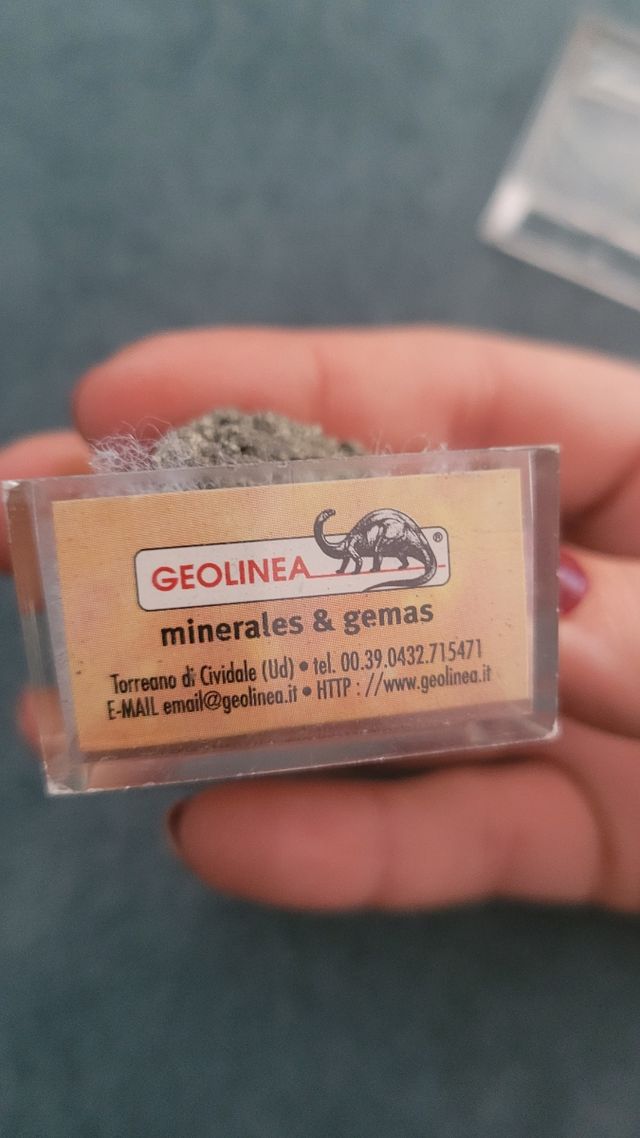 GEOLINEA ®
minerales & gemas
Torreano di Cividale (Ud) • tel. 00.39.0432.715471
E-MAIL email@geolinea.it • HTTP : //www.geolinea.it